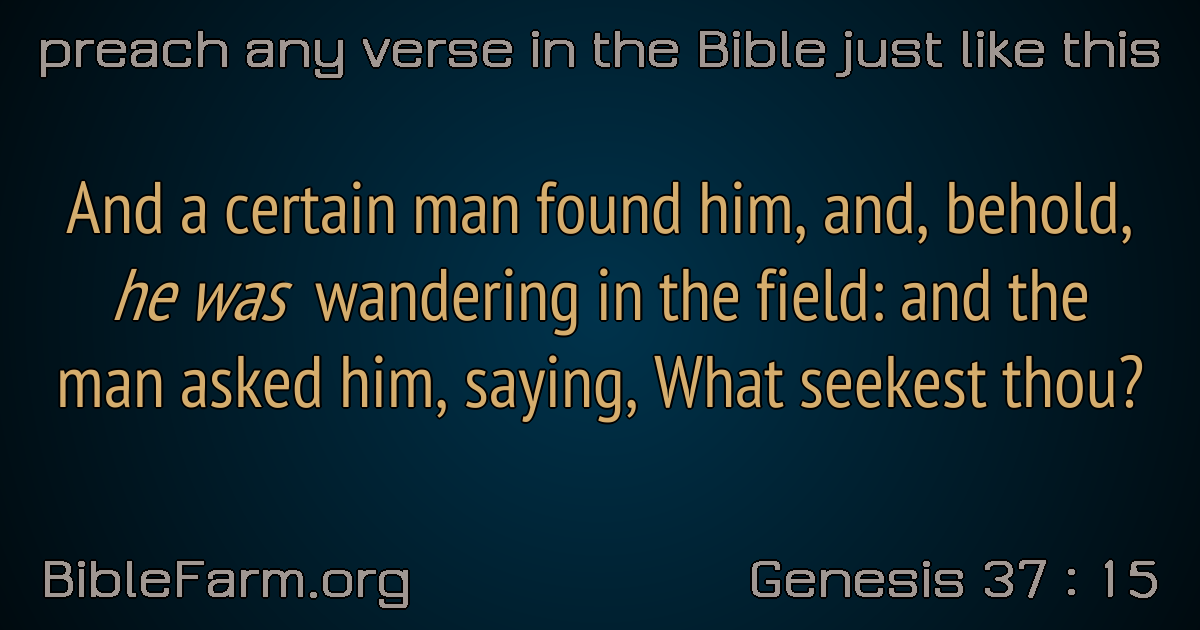 preach any verse in the Bible just like this
And a certain man found him, and, behold,
he was wandering in the field: and the
man asked him, saying, What seekest thou?
BibleFarm.org
Genesis 37 : 15